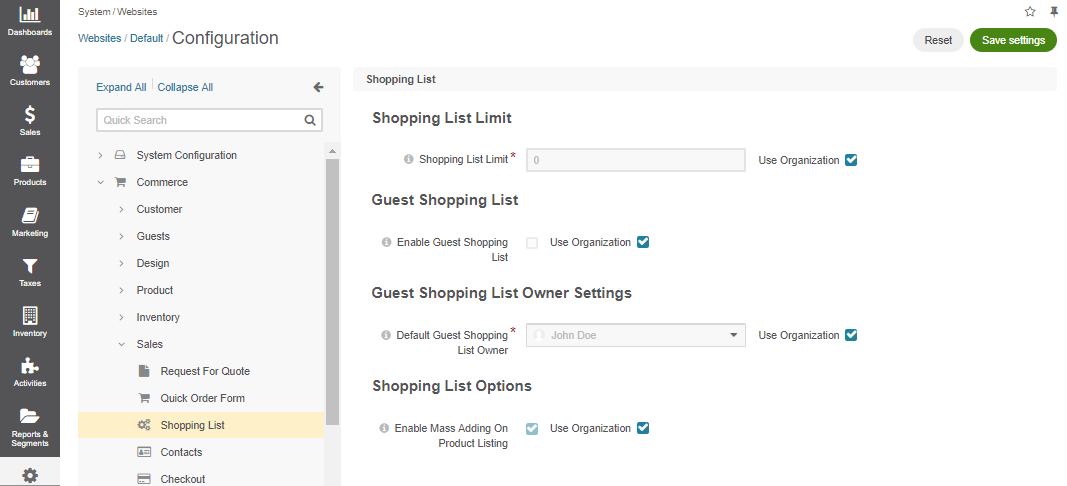 Dashboards
Customers
Sales
Products
Marketing
Taxes
Inventory
Activities
Reports &
Segments
System / Websites
Websites / Default / Configuration
Reset
Save settings
Expand All
Collapse All
Quick Search
System Configuration
Commerce
Customer
Guests
Design
Product
Inventory
Sales
Request For Quote
Quick Order Form
Shopping List
Contacts
Checkout
Shopping List
Shopping List Limit
Shopping List Limit *
0
Use Organization
Guest Shopping List
Enable Guest Shopping
List
Use Organization
Guest Shopping List Owner Settings
Default Guest Shopping *
List Owner
John Doe
Use Organization
Shopping List Options
Enable Mass Adding On
Product Listing
Use Organization